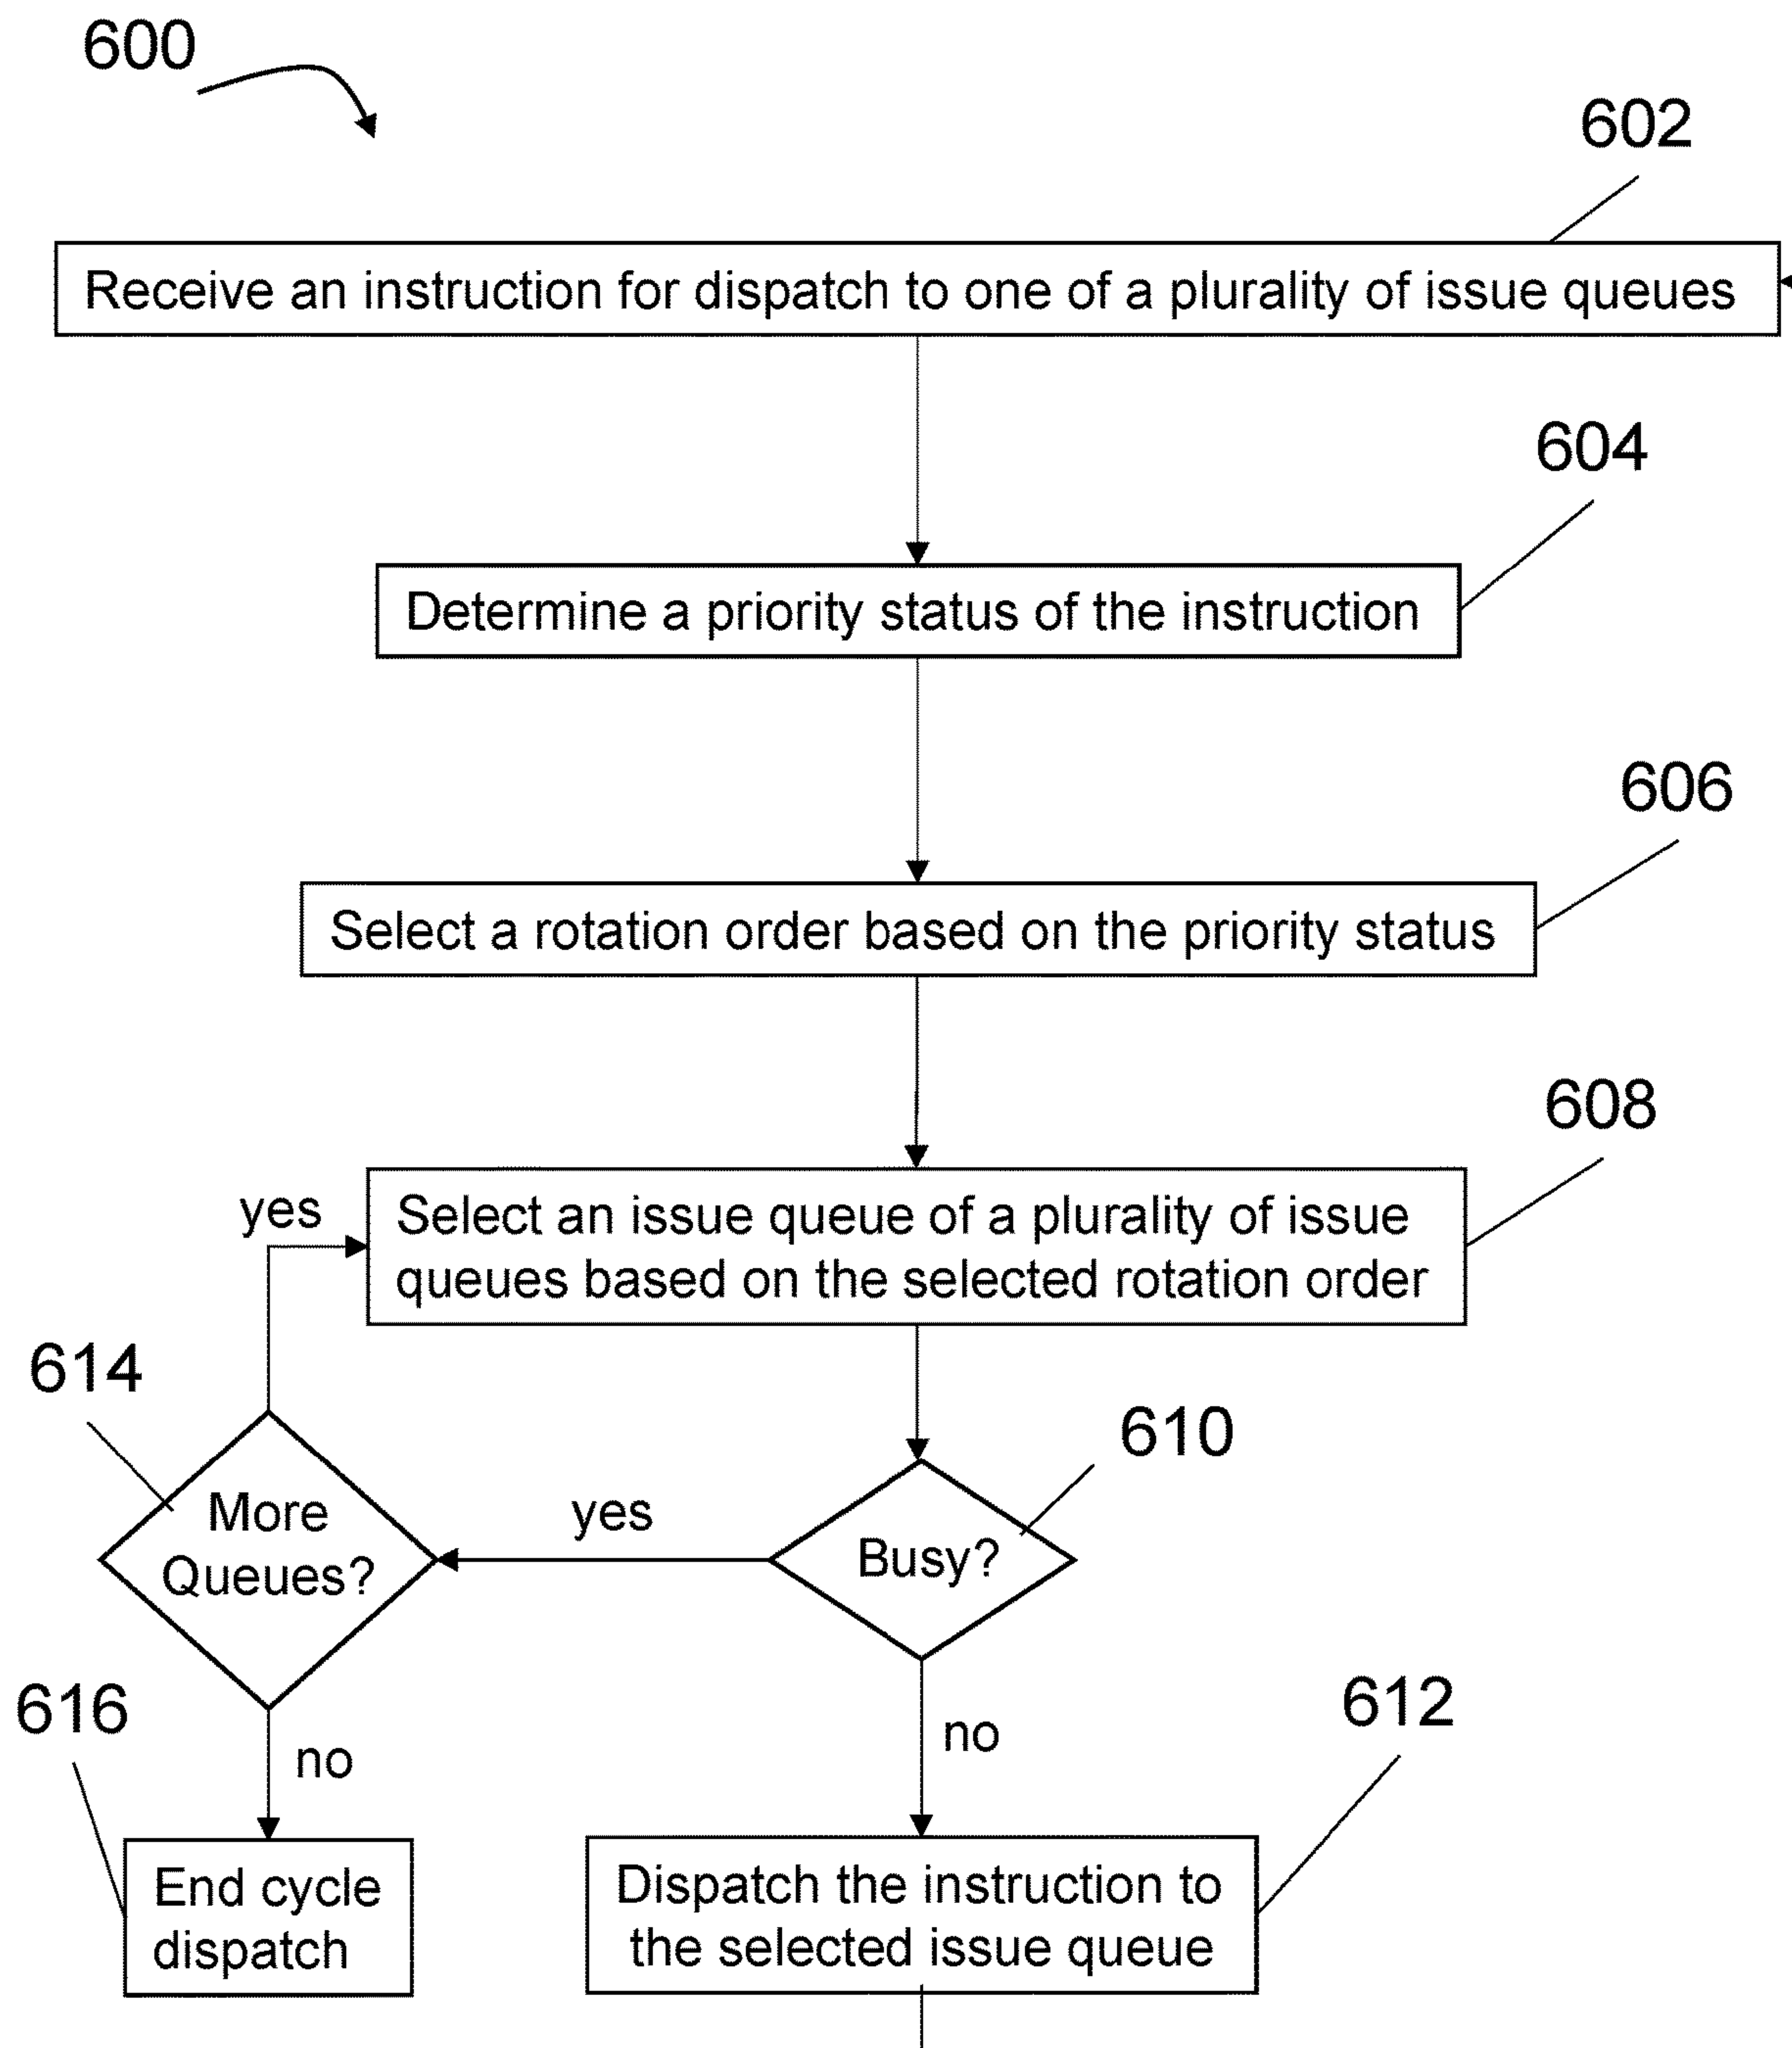 600
602
Receive an instruction for dispatch to one of a plurality of issue queues
604
Determine a priority status of the instruction
606
Select a rotation order based on the priority status
608
yes
Select an issue queue of a plurality of issue
queues based on the selected rotation order
614
610
More
Queues?
yes
Busy?
616
no
no
612
End cycle
dispatch
Dispatch the instruction to
the selected issue queue